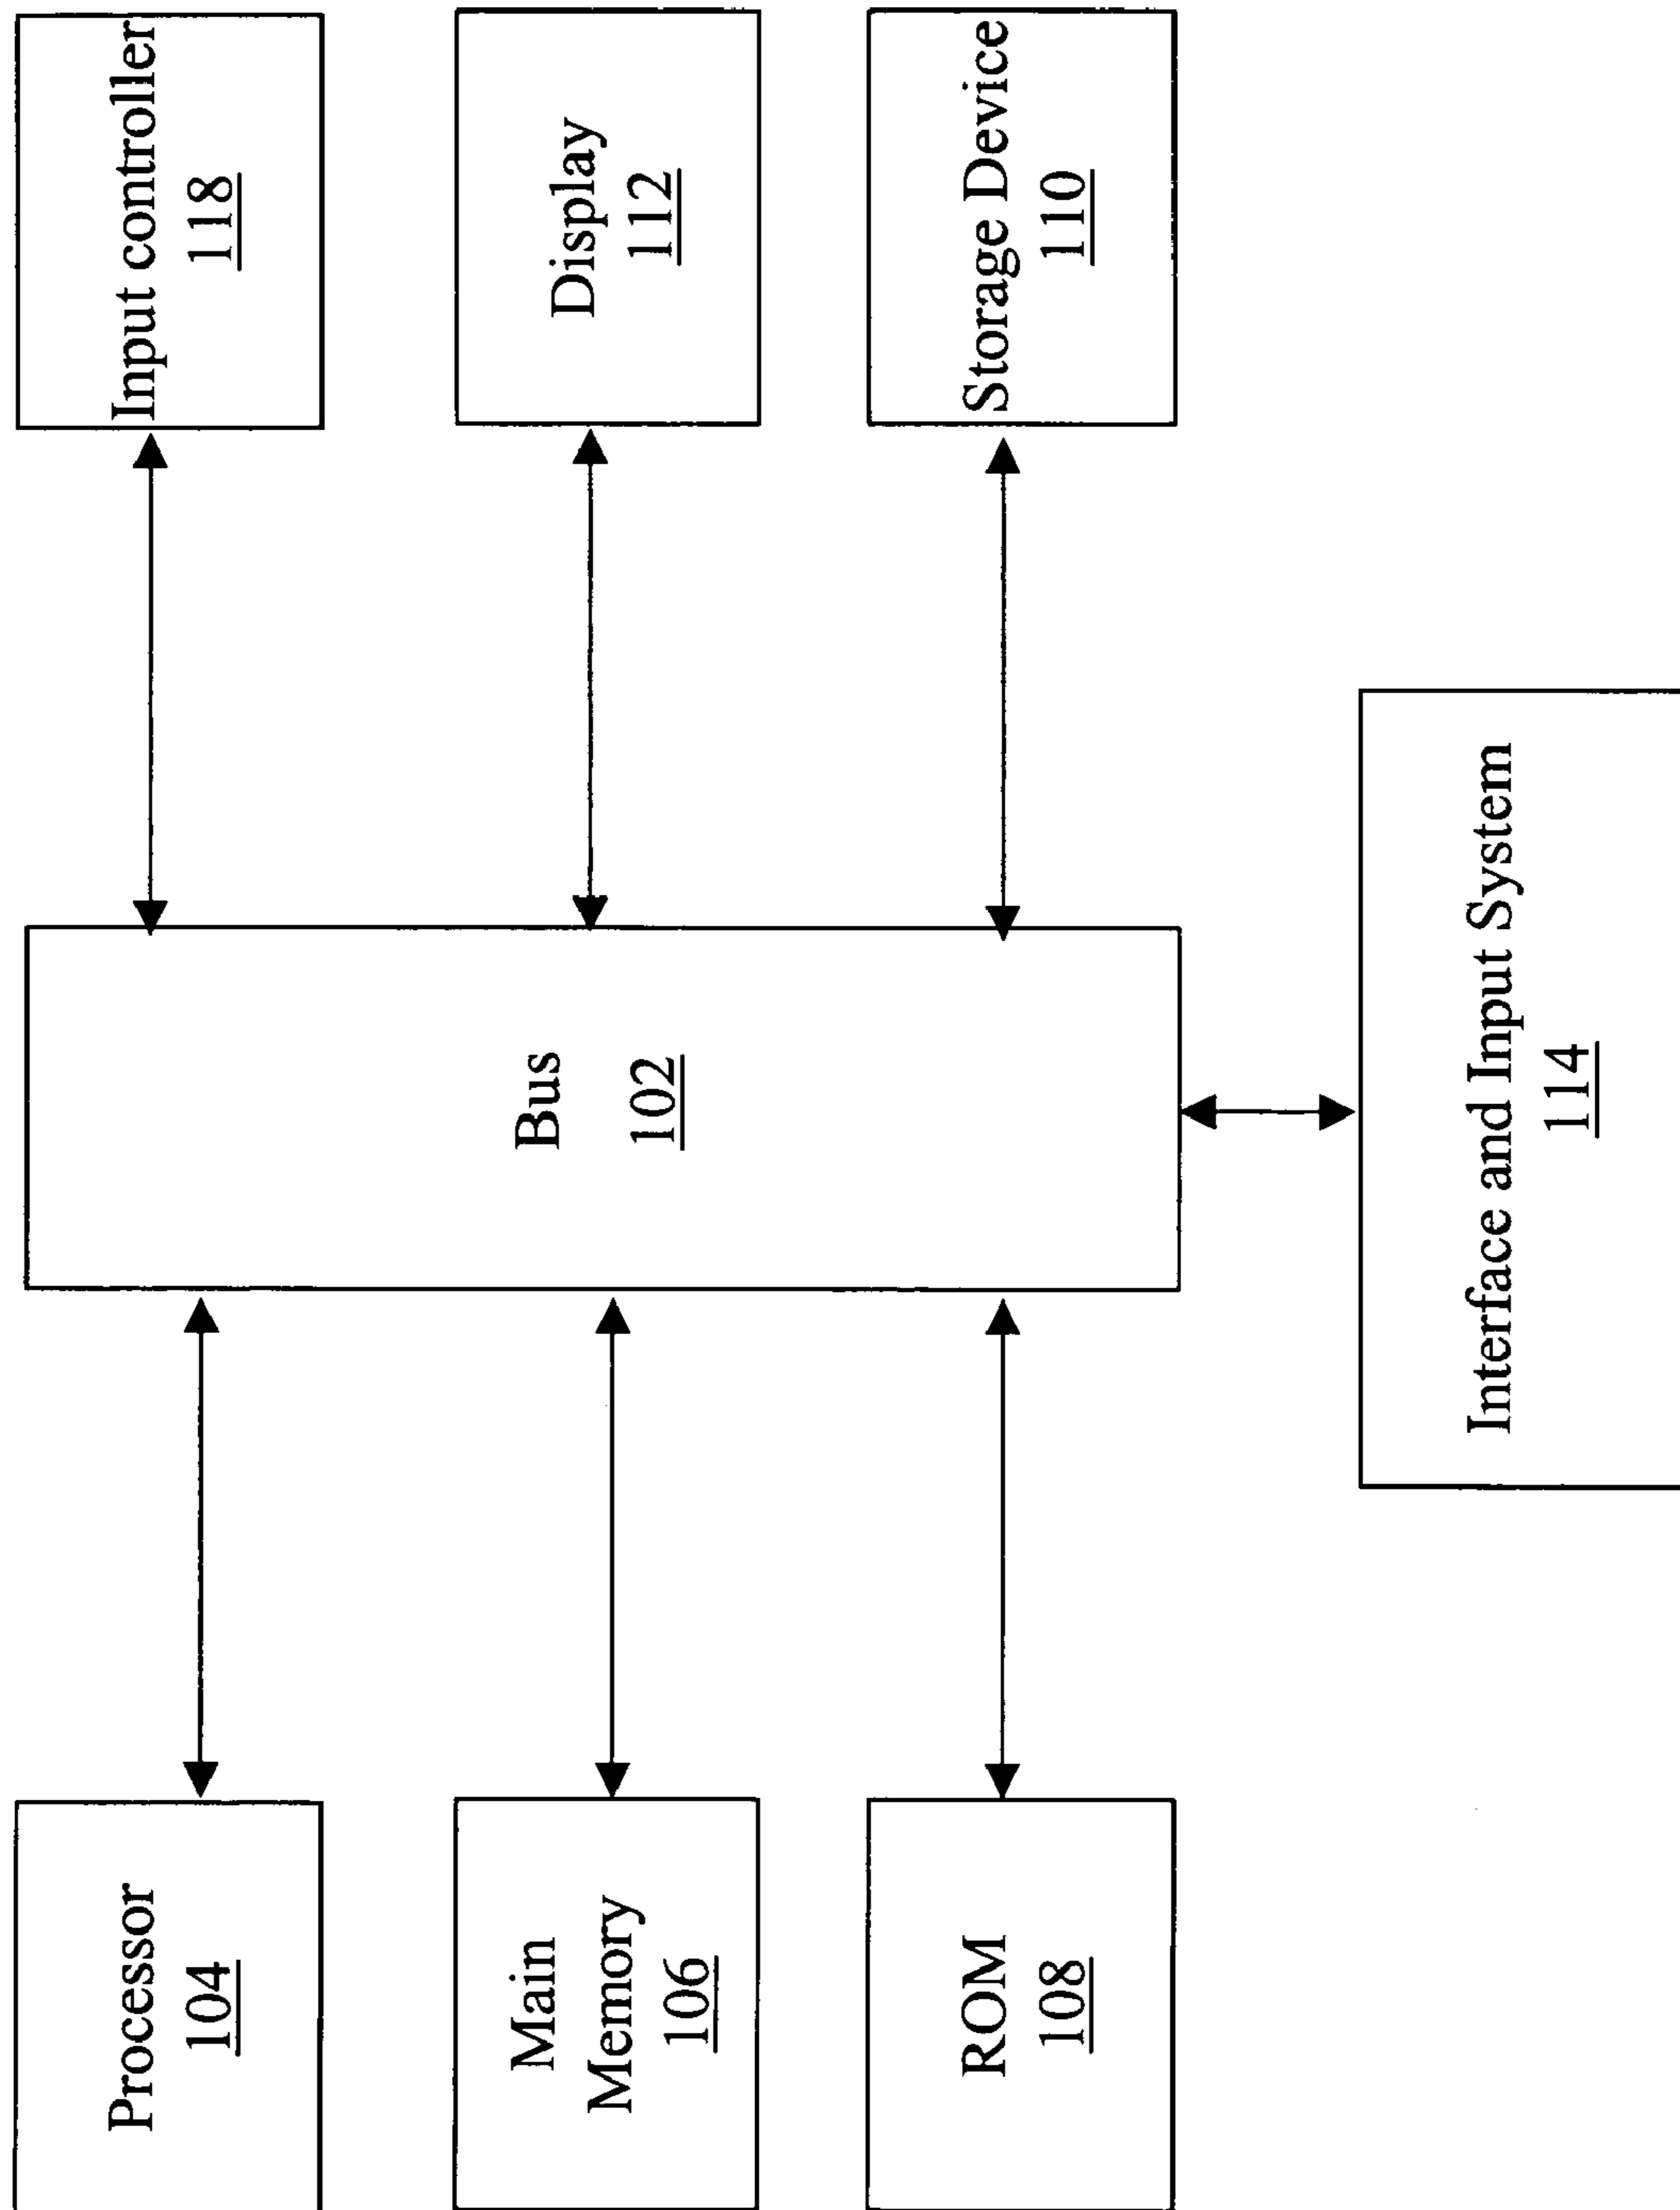 Processor
104
Main
Memory
106
ROM
108
Bus
102
Interface and Input System
114
Input controller
118
Display
112
Storage Device
110